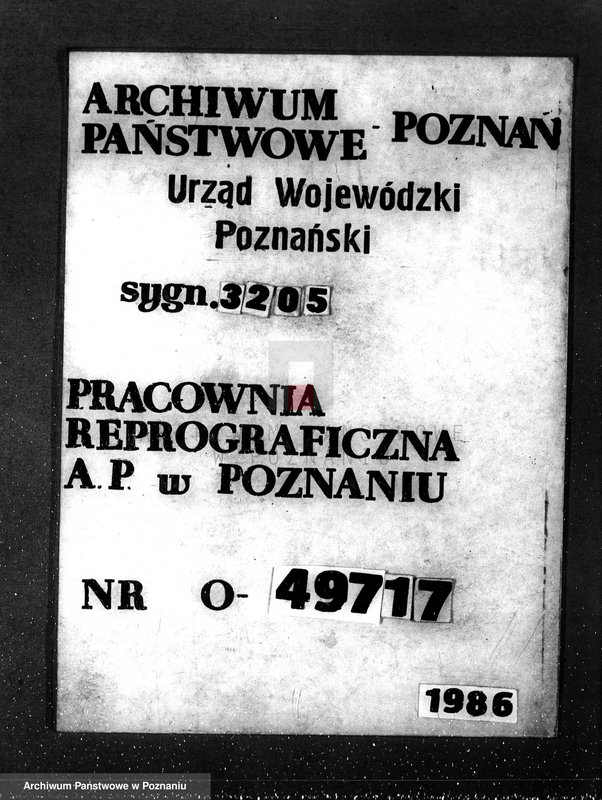 ARCHIWUM
PAŃSTWOWE - POZNAŃ
Urząd Wojewódzki
Poznański
sygn. 3205
PRACOWNIA
REPROGRAFICZNA
A. P. w POZNANIU
NR O- 49717
1986
Archiwum Państwowe w Poznaniu